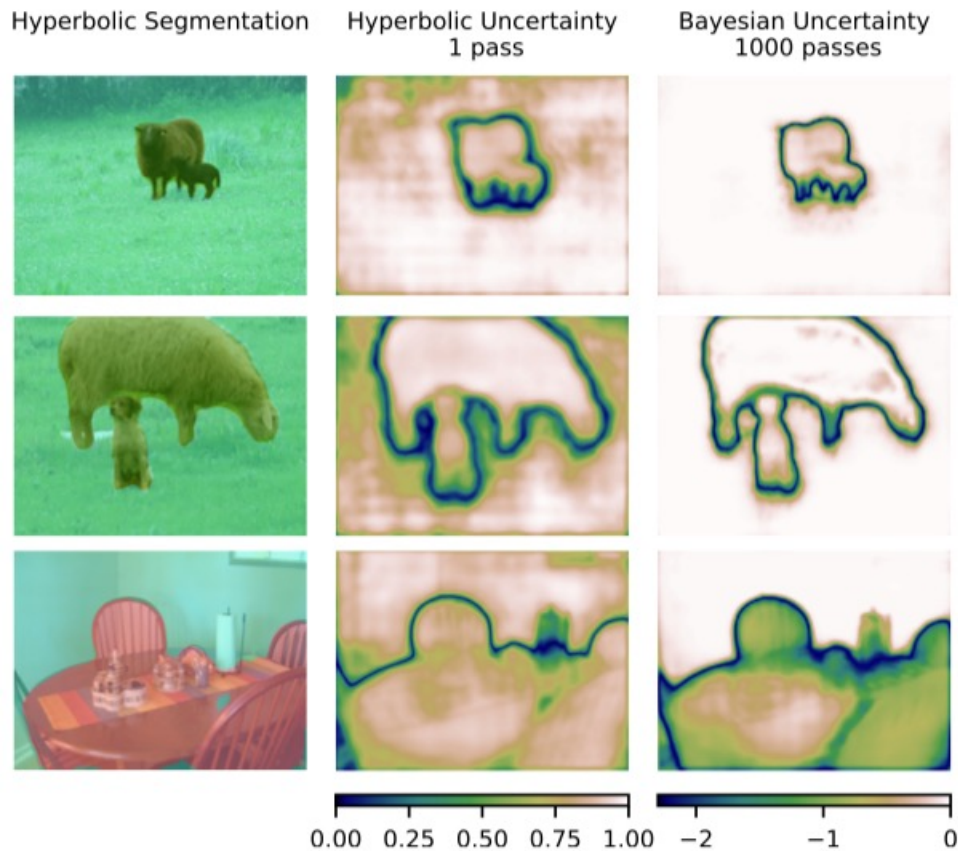 Hyperbolic Segmentation
Hyperbolic Uncertainty
1 pass
Bayesian Uncertainty
1000 passes
0.00 0.25 0.50 0.75 1.00
−2 −1 0